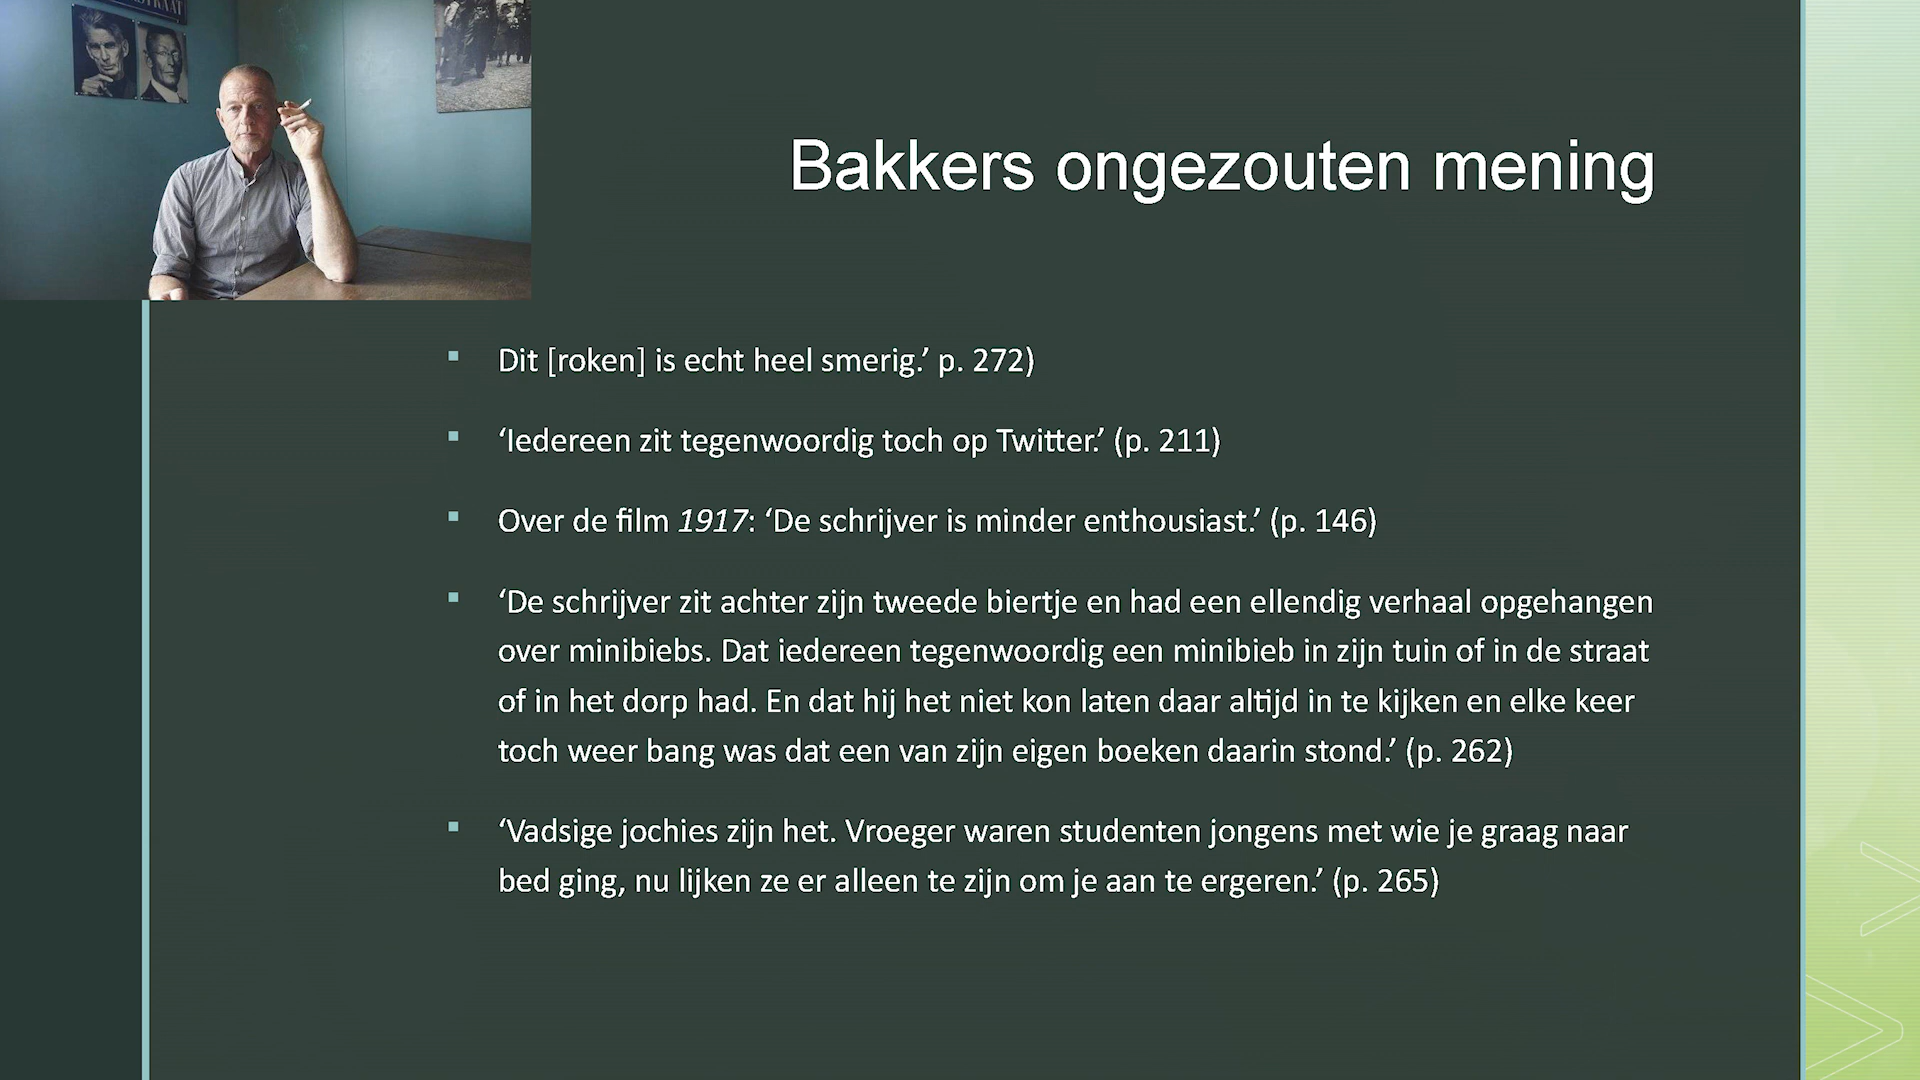 STRAAT
Bakkers ongezouten mening
▪ Dit [roken] is echt heel smerig.’ p. 272)
▪ ‘Iedereen zit tegenwoordig toch op Twitter.’ (p. 211)
▪ Over de film 1917: ‘De schrijver is minder enthousiast.’ (p. 146)
▪ ‘De schrijver zit achter zijn tweede biertje en had een ellendig verhaal opgehangen
over minibiebs. Dat iedereen tegenwoordig een minibieb in zijn tuin of in de straat
of in het dorp had. En dat hij het niet kon laten daar altijd in te kijken en elke keer
toch weer bang was dat een van zijn eigen boeken daarin stond.’ (p. 262)
▪ ‘Vadsige jochies zijn het. Vroeger waren studenten jongens met wie je graag naar
bed ging, nu lijken ze er alleen te zijn om je aan te ergeren.’ (p. 265)